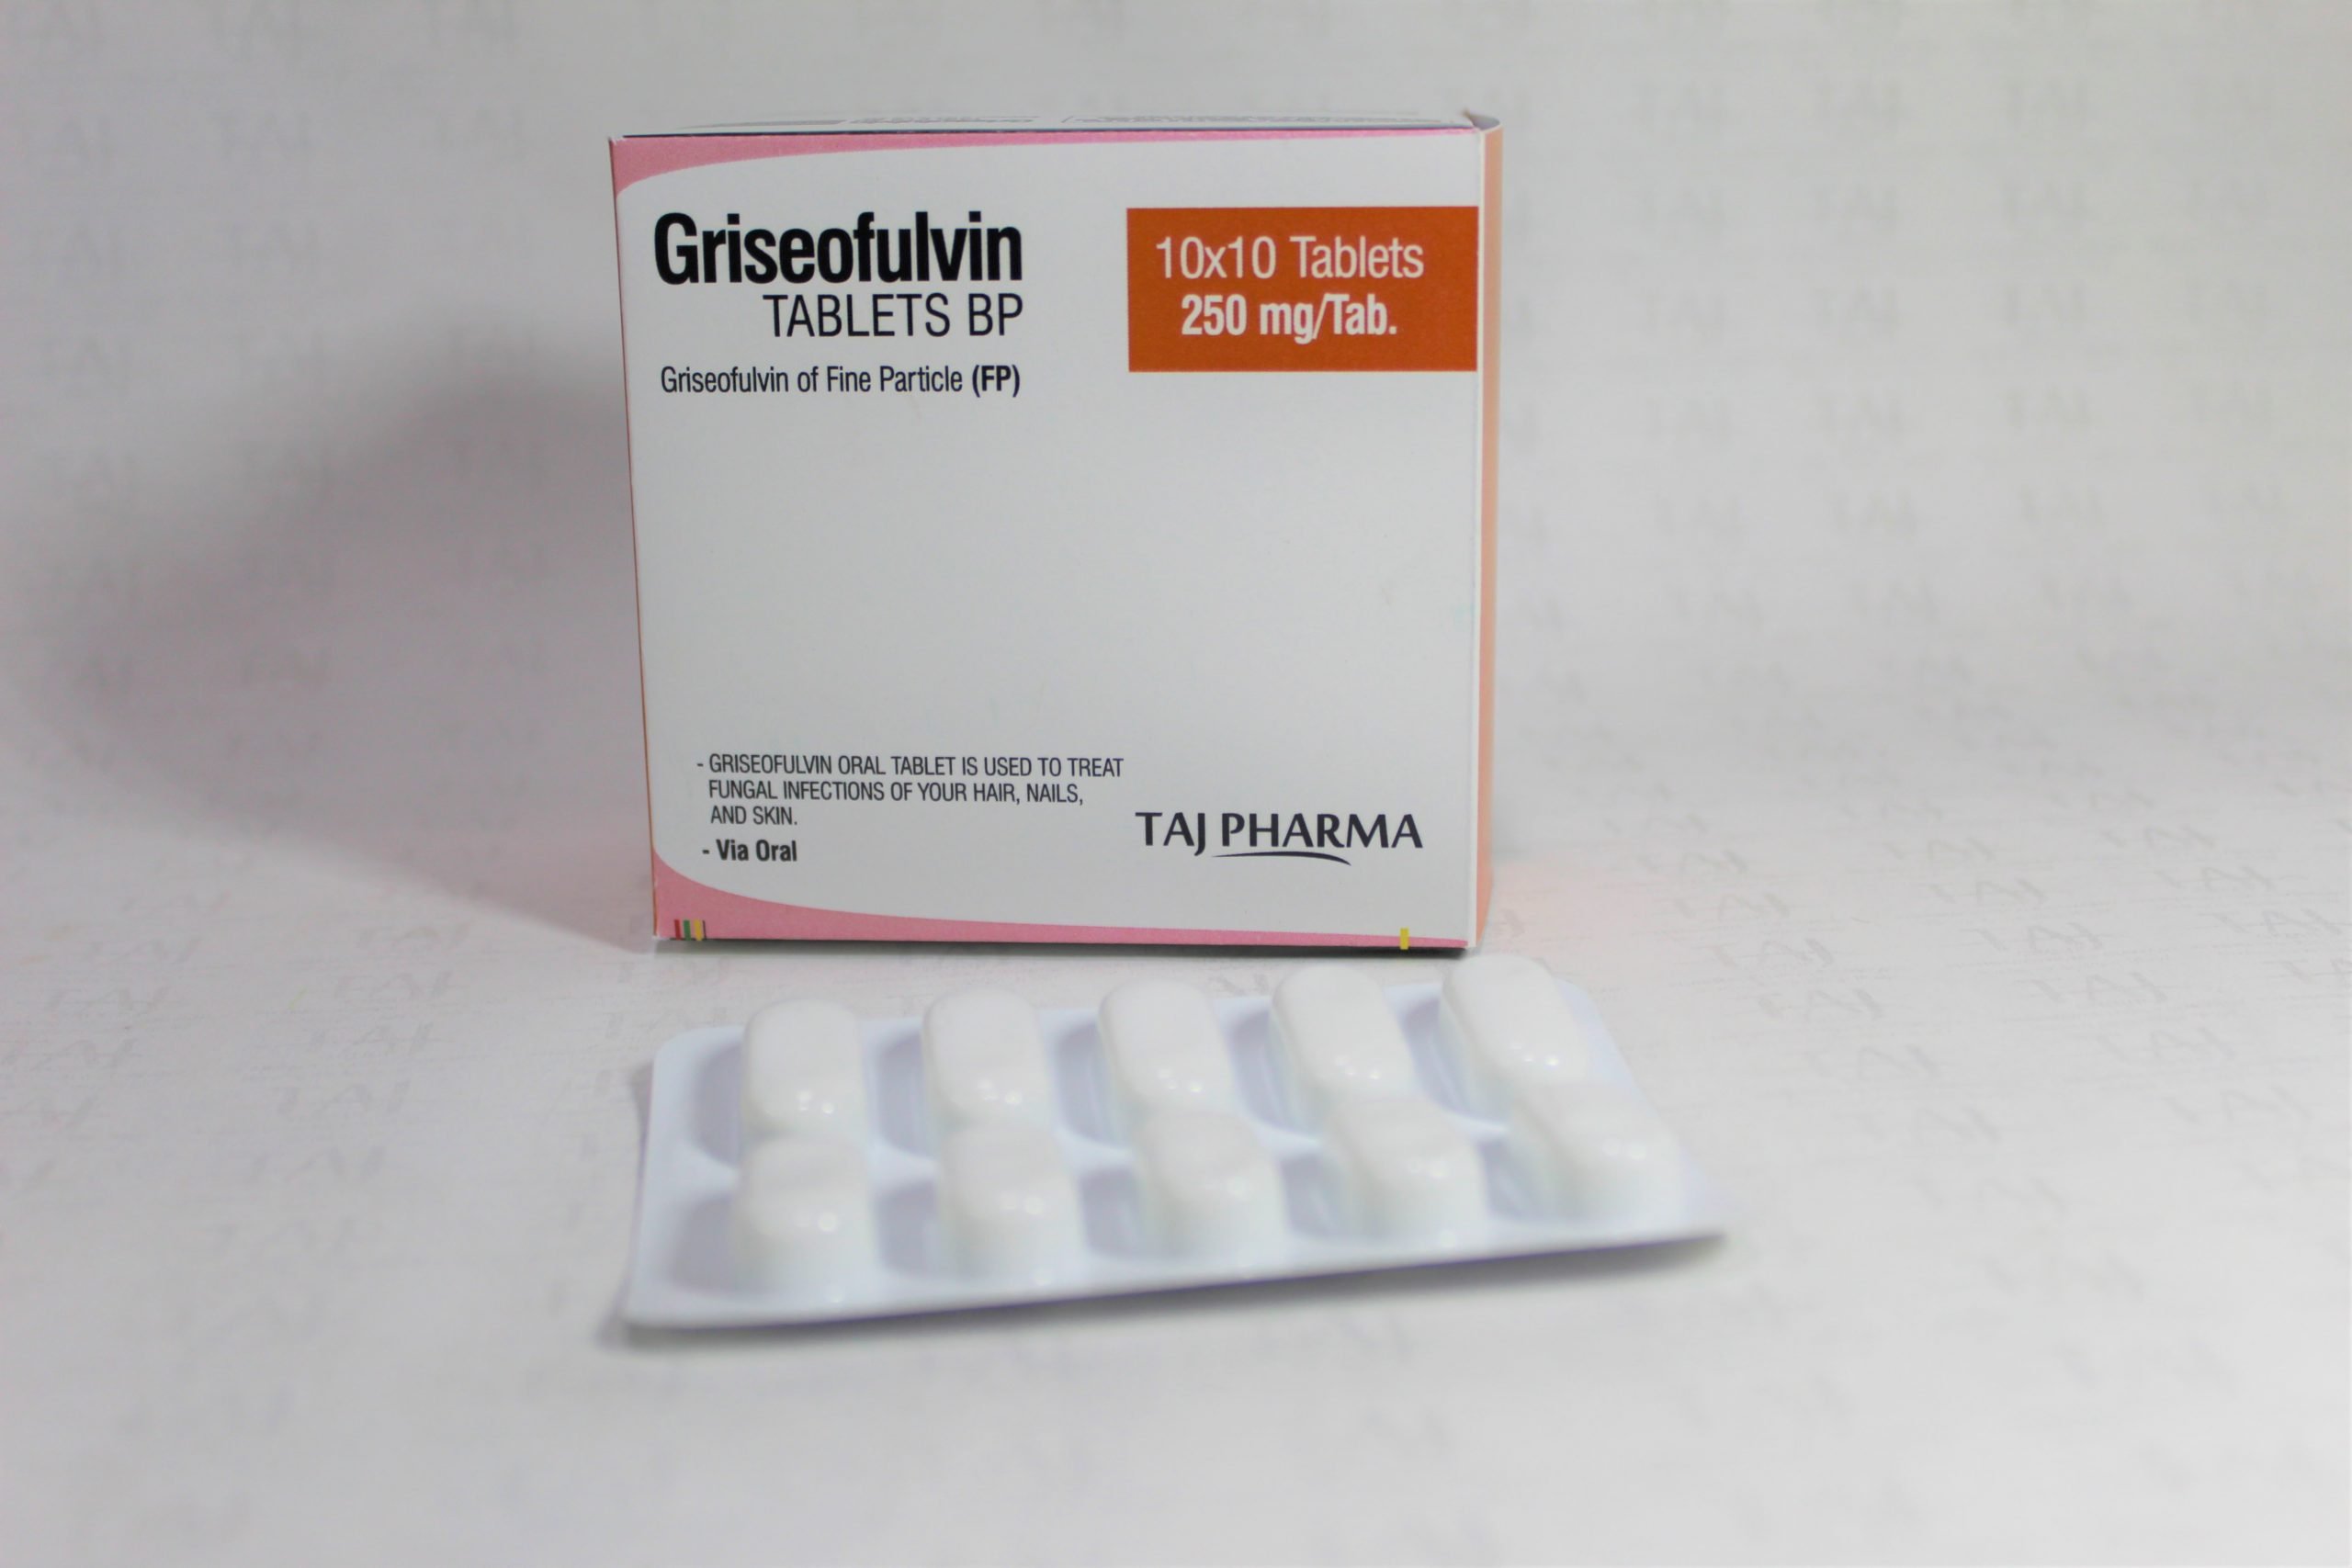 Griseofulvin
TABLETS BP
Griseofulvin of Fine Particle (FP)
10x10 Tablets
250 mg/Tab.
- GRISEOFULVIN ORAL TABLET IS USED TO TREAT
FUNGAL INFECTIONS OF YOUR HAIR, NAILS,
AND SKIN.
- Via Oral
TAJ PHARMA